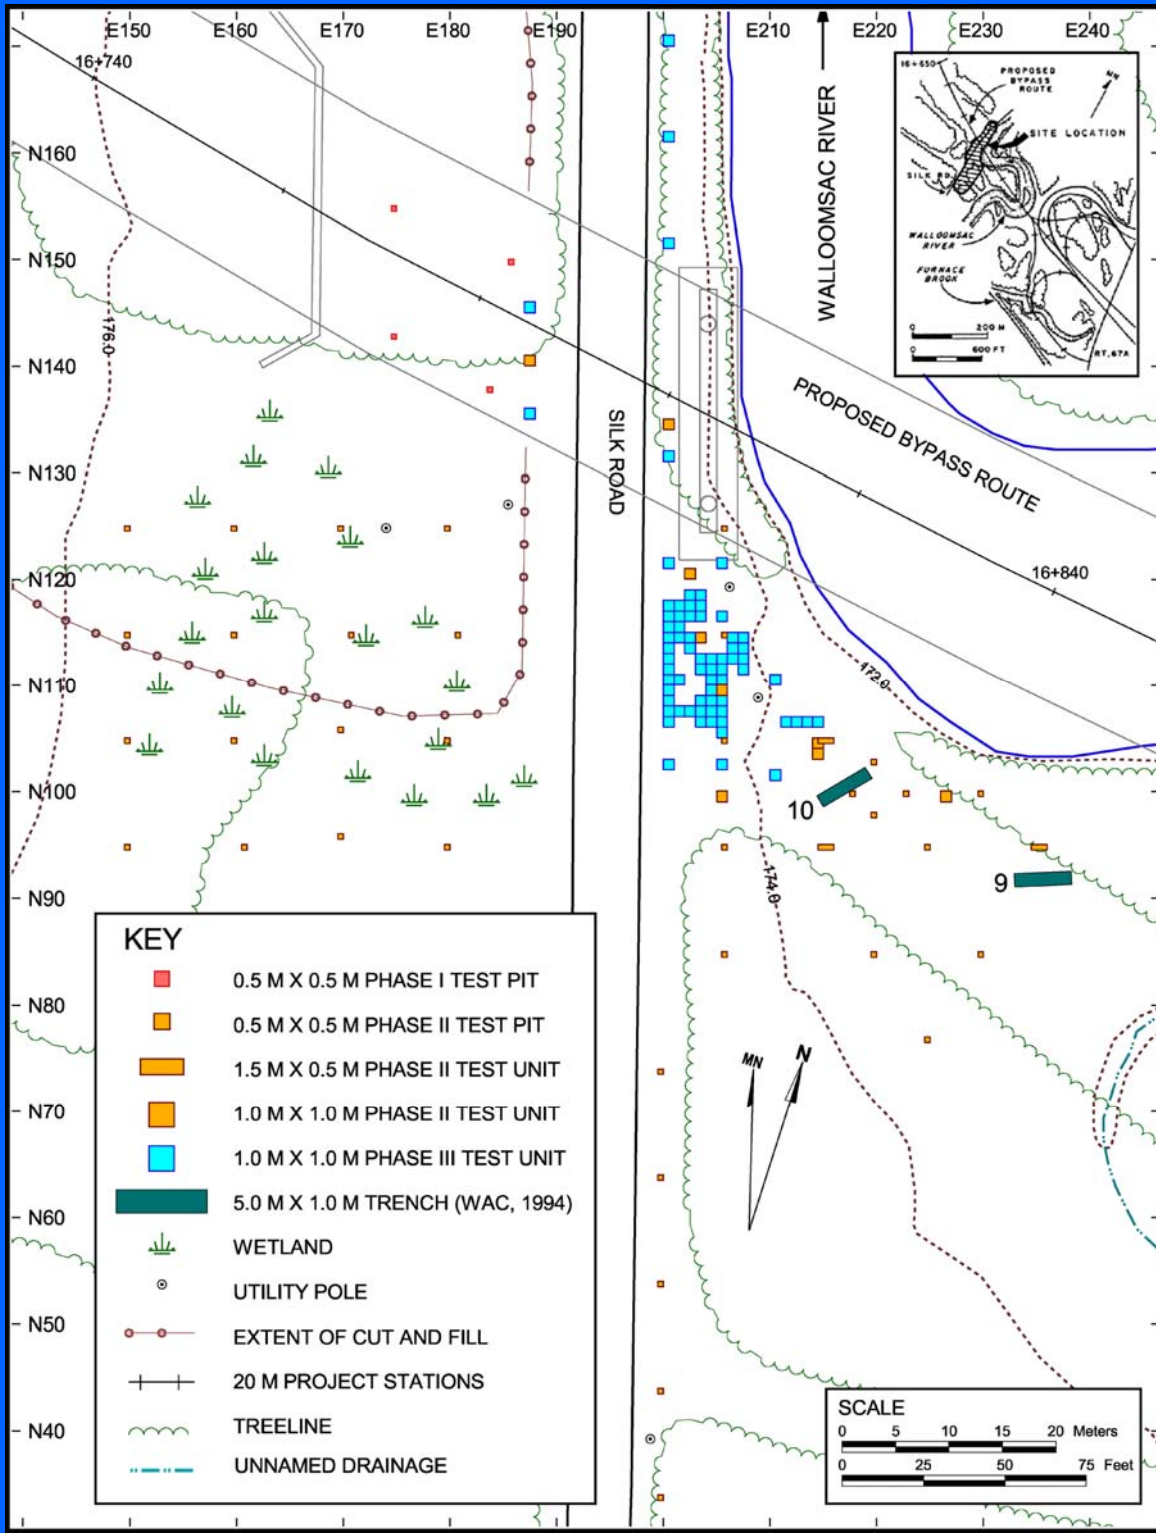 E150 E160 E170 E180 E190 E210 E220 E230 E240
16+740
N160
N150
N140
N130
N120
N110
N100
N90
N80
N70
N60
N50
N40
176.0
SILK ROAD
WALLOOMSAC RIVER
PROPOSED BYPASS ROUTE
16+840
172.0
174.0
10
9
16+650
PROPOSED
BYPASS
ROUTE
MN
SITE LOCATION
SILK RD.
WALLOOMSAC
RIVER
FURNACE
BROOK
0 200 M
0 600 FT
RT. 67A
KEY
0.5 M X 0.5 M PHASE I TEST PIT
0.5 M X 0.5 M PHASE II TEST PIT
1.5 M X 0.5 M PHASE II TEST UNIT
1.0 M X 1.0 M PHASE II TEST UNIT
1.0 M X 1.0 M PHASE III TEST UNIT
5.0 M X 1.0 M TRENCH (WAC, 1994)
WETLAND
UTILITY POLE
EXTENT OF CUT AND FILL
20 M PROJECT STATIONS
TREELINE
UNNAMED DRAINAGE
MN N
SCALE
0 5 10 15 20 Meters
0 25 50 75 Feet